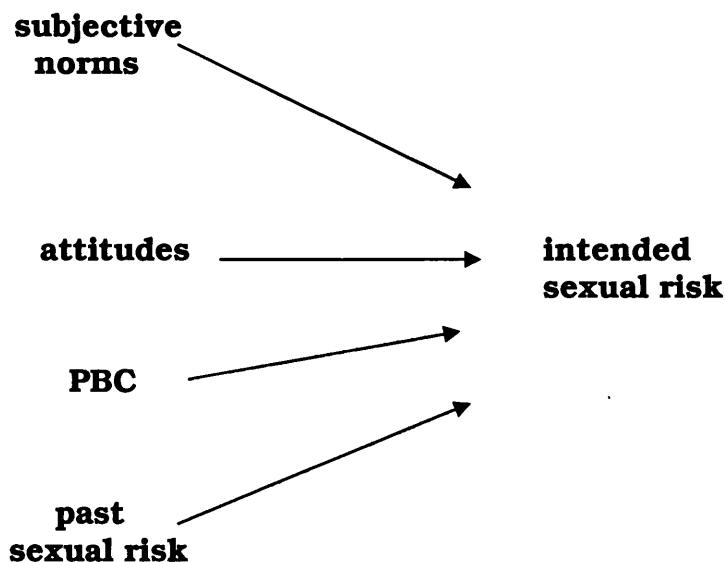 subjective
norms
attitudes
intended
sexual risk
PBC
past
sexual risk